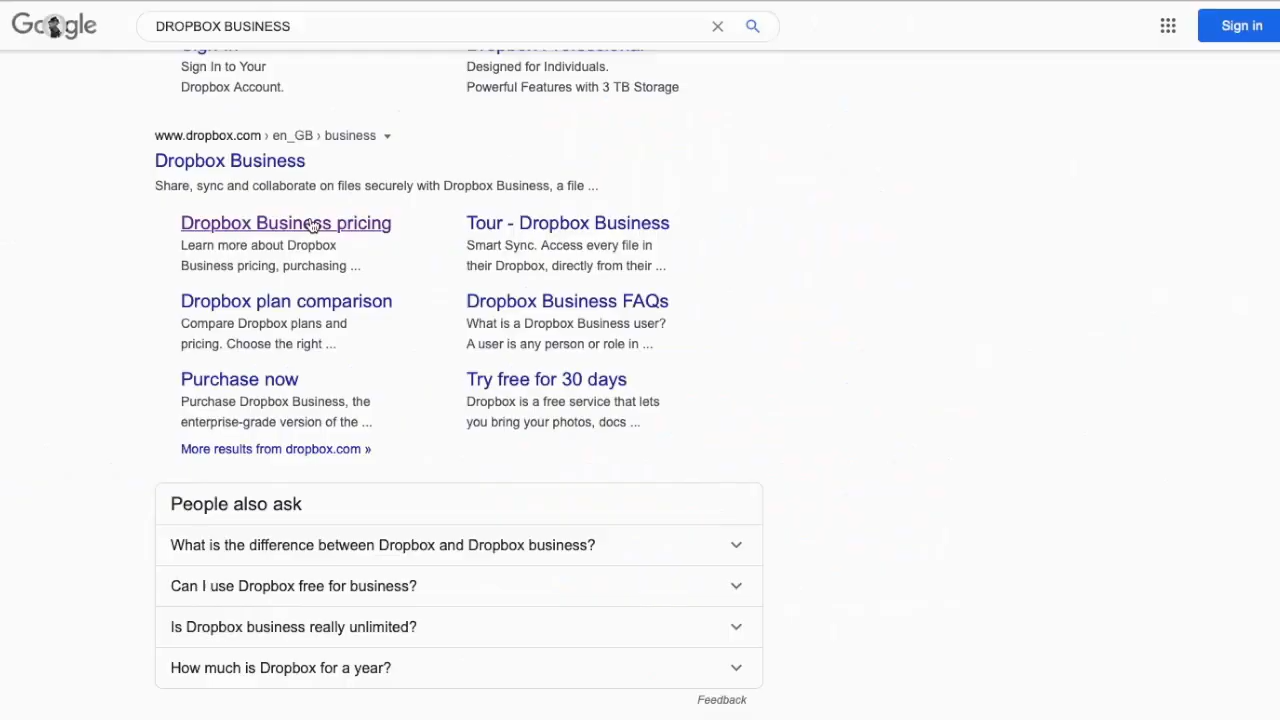 Google
DROPBOX BUSINESS
Sign in
Sign In
Dropbox Professional
Sign In to Your
Designed for Individuals.
Dropbox Account.
Powerful Features with 3 TB Storage
www.dropbox.com › en_GB › business
Dropbox Business
Share, sync and collaborate on files securely with Dropbox Business, a file ...
Dropbox Business pricing
Tour - Dropbox Business
Learn more about Dropbox
Smart Sync. Access every file in
Business pricing, purchasing ...
their Dropbox, directly from their ...
Dropbox plan comparison
Dropbox Business FAQs
Compare Dropbox plans and
What is a Dropbox Business user?
pricing. Choose the right ...
A user is any person or role in ...
Purchase now
Try free for 30 days
Purchase Dropbox Business, the
Dropbox is a free service that lets
enterprise-grade version of the ...
you bring your photos, docs ...
More results from dropbox.com »
People also ask
What is the difference between Dropbox and Dropbox business?
Can I use Dropbox free for business?
Is Dropbox business really unlimited?
How much is Dropbox for a year?
Feedback